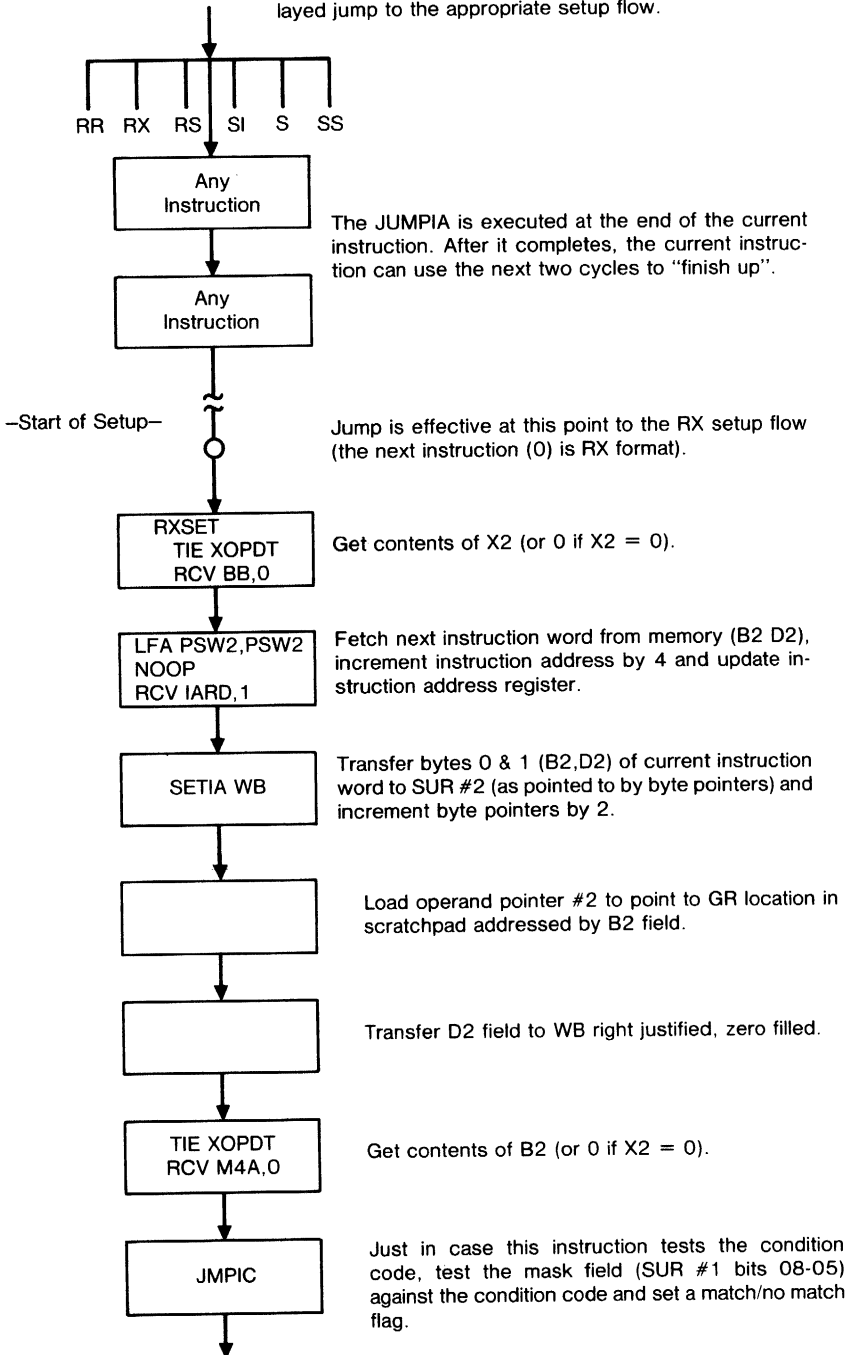 layed jump to the appropriate setup flow.
RR RX RS SI S SS
Any
Instruction
The JUMPIA is executed at the end of the current
instruction. After it completes, the current instruc-
tion can use the next two cycles to “finish up”.
Any
Instruction
–Start of Setup–
Jump is effective at this point to the RX setup flow
(the next instruction (0) is RX format).
RXSET
TIE XOPDT
RCV BB,0
Get contents of X2 (or 0 if X2 = 0).
LFA PSW2,PSW2
NOOP
RCV IARD,1
Fetch next instruction word from memory (B2 D2),
increment instruction address by 4 and update in-
struction address register.
SETIA WB
Transfer bytes 0 & 1 (B2,D2) of current instruction
word to SUR #2 (as pointed to by byte pointers) and
increment byte pointers by 2.
Load operand pointer #2 to point to GR location in
scratchpad addressed by B2 field.
Transfer D2 field to WB right justified, zero filled.
TIE XOPDT
RCV M4A,0
Get contents of B2 (or 0 if X2 = 0).
JMPIC
Just in case this instruction tests the condition
code, test the mask field (SUR #1 bits 08-05)
against the condition code and set a match/no match
flag.